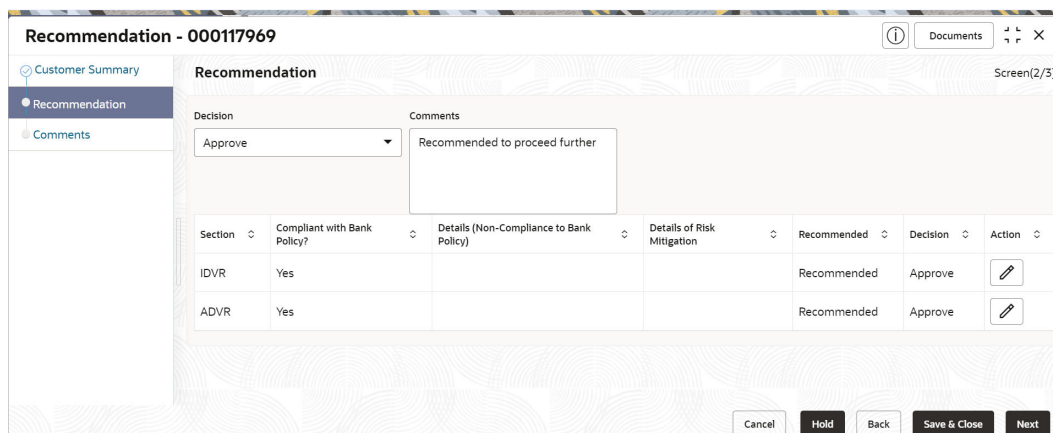 Recommendation - 000117969
Documents
Customer Summary
Recommendation
Comments
Recommendation
Screen(2/3)
Decision
Comments
Approve
Recommended to proceed further
Section
Compliant with Bank
Policy?
Details (Non-Compliance to Bank
Policy)
Details of Risk
Mitigation
Recommended
Decision
Action
IDVR
Yes
Recommended
Approve
ADVR
Yes
Recommended
Approve
Cancel
Hold
Back
Save & Close
Next